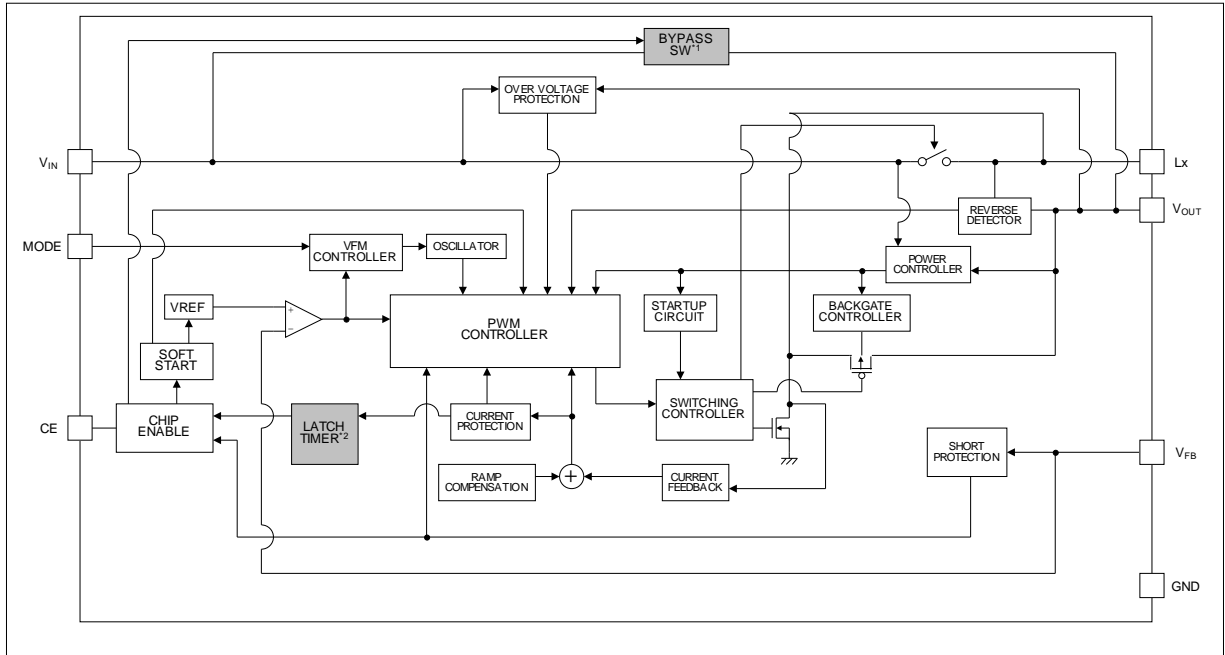 BYPASS
SW*1
OVER VOLTAGE
PROTECTION
VIN
Lx
REVERSE
DETECTOR
VOUT
MODE
VFM
CONTROLLER
OSCILLATOR
POWER
CONTROLLER
VREF
+
−
PWM
CONTROLLER
STARTUP
CIRCUIT
BACKGATE
CONTROLLER
SOFT
START
SWITCHING
CONTROLLER
CE
CHIP
ENABLE
LATCH
TIMER*2
CURRENT
PROTECTION
SHORT
PROTECTION
VFB
RAMP
COMPENSATION
+
CURRENT
FEEDBACK
GND